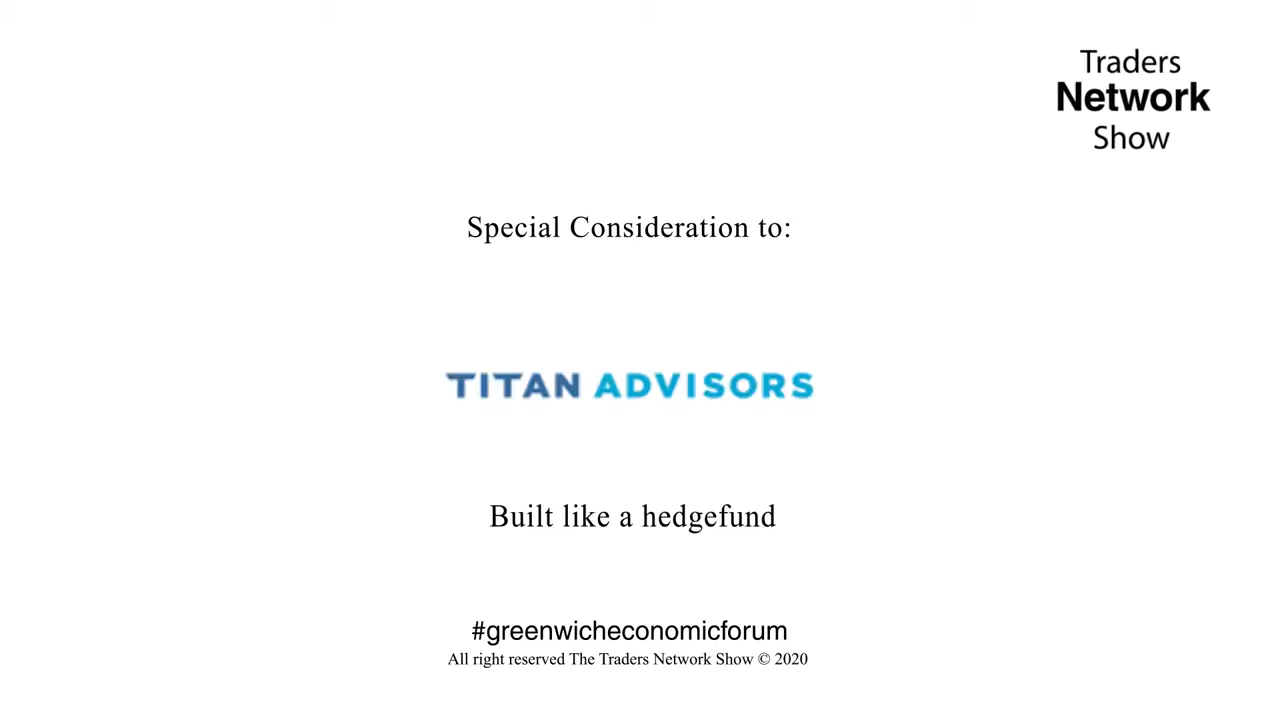 Traders
Network
Show
Special Consideration to:
TITAN ADVISORS
Built like a hedgefund
#greenwicheconomicforum
All right reserved The Traders Network Show © 2020